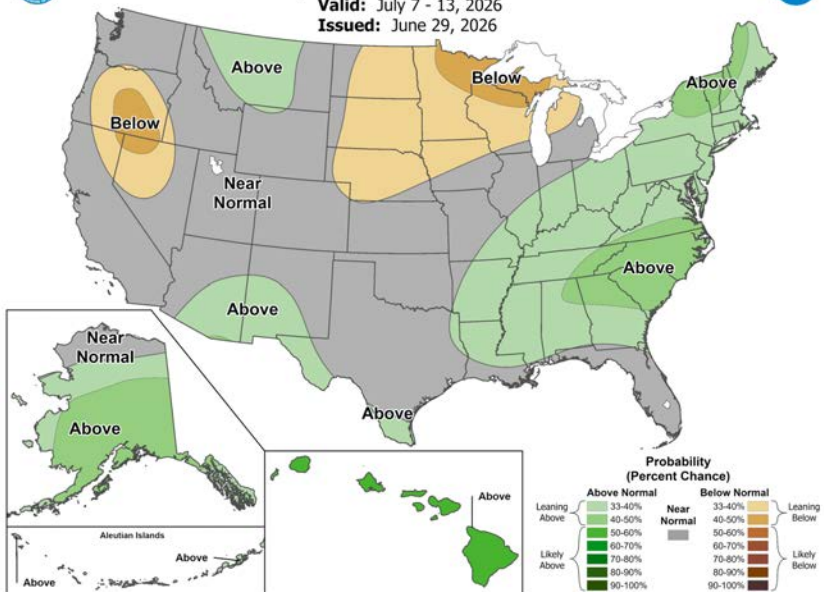 Valid: July 7 - 13, 2026
Issued: June 29, 2026
Above
Below
Below
Above
Near
Normal
Above
Above
Above
Near
Normal
Above
Above
Aleutian Islands
Above
Above
Probability
(Percent Chance)
Above Normal
Below Normal
Leaning
Above
Likely
Above
33-40%
40-50%
50-60%
60-70%
70-80%
80-90%
90-100%
Near
Normal
33-40%
40-50%
50-60%
60-70%
70-80%
80-90%
90-100%
Leaning
Below
Likely
Below